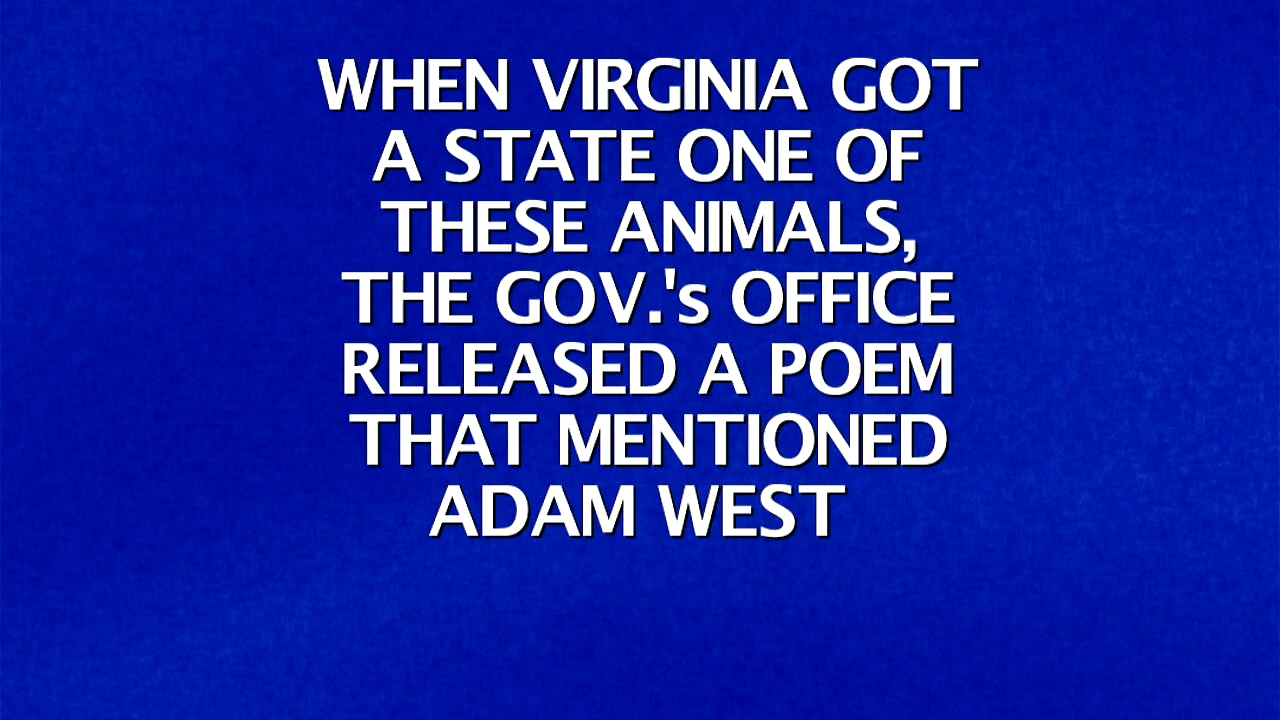 WHEN VIRGINIA GOT
A STATE ONE OF
THESE ANIMALS,
THE GOV.'s OFFICE
RELEASED A POEM
THAT MENTIONED
ADAM WEST